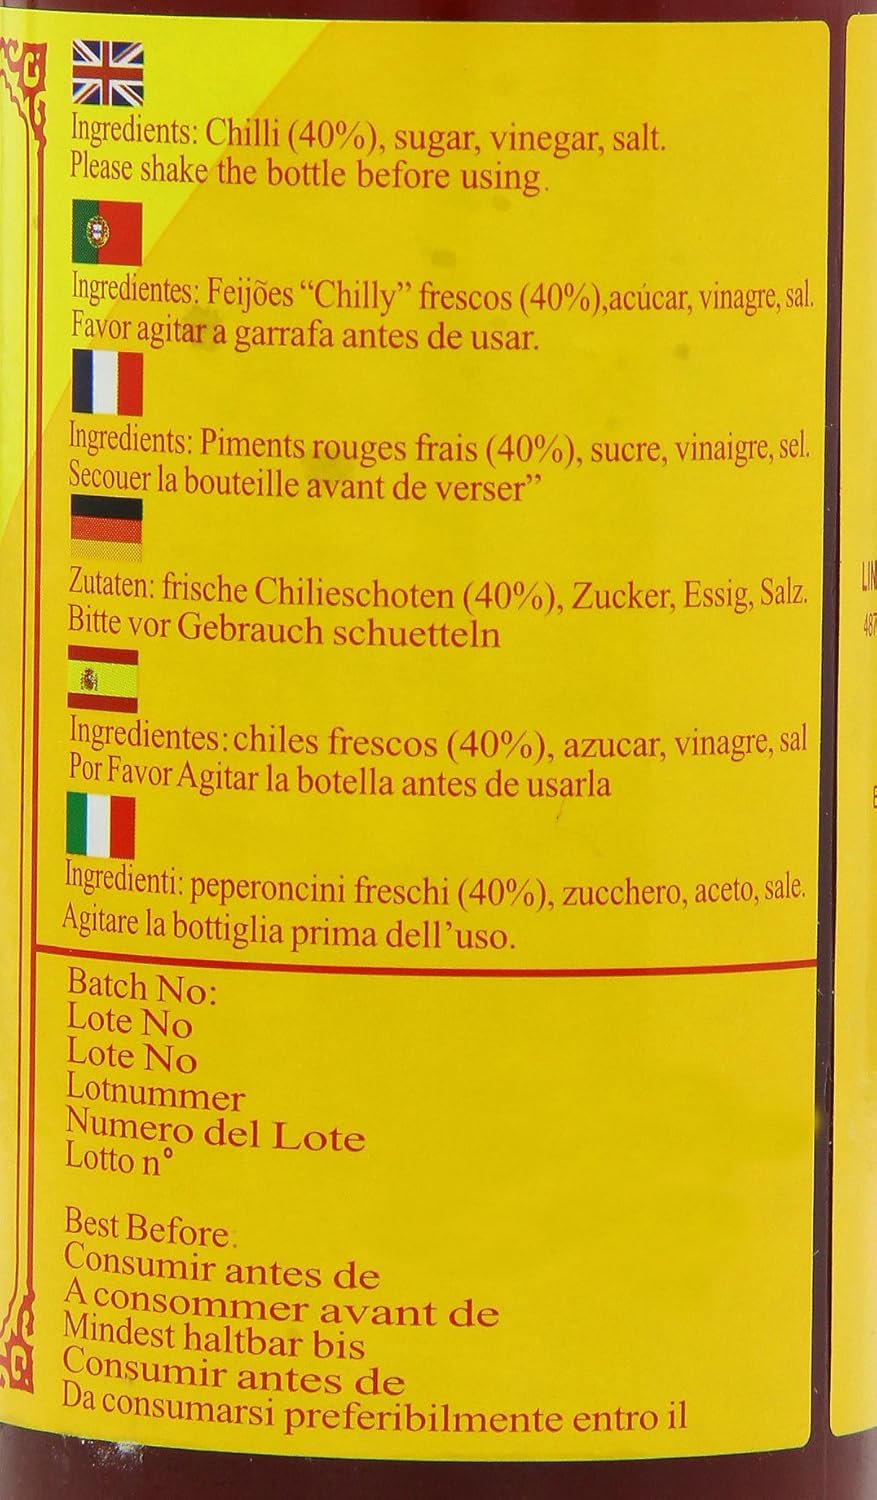 Ingredients: Chilli (40%), sugar, vinegar, salt.
Please shake the bottle before using.
Ingredientes: Feijões “Chilly” frescos (40%),acúcar, vinagre, sal.
Favor agitar a garrafa antes de usar.
Ingredients: Piments rouges frais (40%), sucre, vinaigre, sel.
Secouer la bouteille avant de verser”
Zutaten: frische Chilieschoten (40%), Zucker, Essig, Salz.
Bitte vor Gebrauch schuetteln
Ingredientes: chiles frescos (40%), azucar, vinagre, sal
Por Favor Agitar la botella antes de usarla
Ingredienti: peperoncini freschi (40%), zucchero, aceto, sale.
Agitare la bottiglia prima dell’uso.
Batch No:
Lote No
Lote No
Lotnummer
Numero del Lote
Lotto n°
Best Before:
Consumir antes de
A consommer avant de
Mindest haltbar bis
Consumir antes de
Da consumarsi preferibilmente entro il